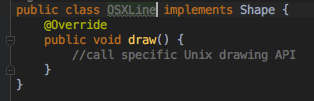 public class OSXLine implements Shape {
@Override
public void draw() {
//call specific Unix drawing API
}
}